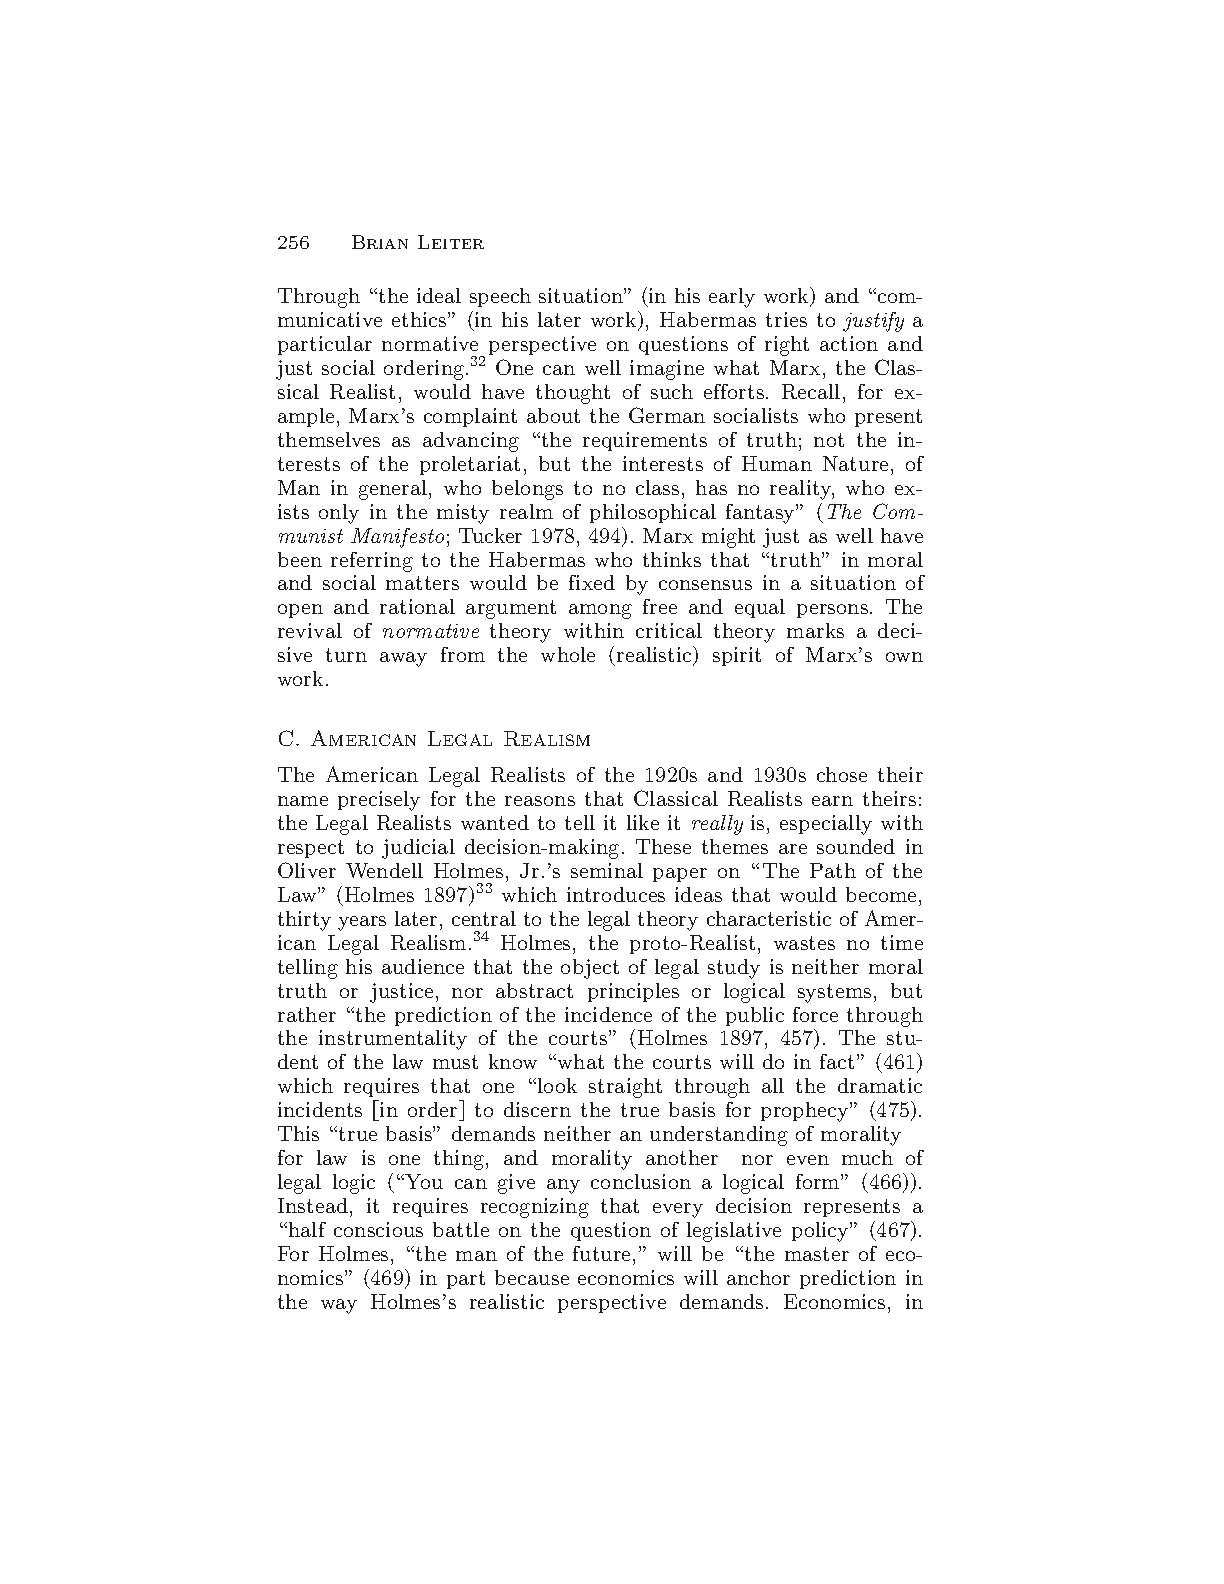 256 Brian Leiter
Through “the ideal speech situation” (in his early work) and “com-
municative ethics” (in his later work), Habermas tries to justify a
particular normative perspective on questions of right action and
just social ordering.32 One can well imagine what Marx, the Clas-
sical Realist, would have thought of such efforts. Recall, for ex-
ample, Marx’s complaint about the German socialists who present
themselves as advancing “the requirements of truth; not the in-
terests of the proletariat, but the interests of Human Nature, of
Man in general, who belongs to no class, has no reality, who ex-
ists only in the misty realm of philosophical fantasy” (The Com-
munist Manifesto; Tucker 1978, 494). Marx might just as well have
been referring to the Habermas who thinks that “truth” in moral
and social matters would be fixed by consensus in a situation of
open and rational argument among free and equal persons. The
revival of normative theory within critical theory marks a deci-
sive turn away from the whole (realistic) spirit of Marx’s own
work.
C. American Legal Realism
The American Legal Realists of the 1920s and 1930s chose their
name precisely for the reasons that Classical Realists earn theirs:
the Legal Realists wanted to tell it like it really is, especially with
respect to judicial decision-making. These themes are sounded in
Oliver Wendell Holmes, Jr.’s seminal paper on “The Path of the
Law” (Holmes 1897)33 which introduces ideas that would become,
thirty years later, central to the legal theory characteristic of Amer-
ican Legal Realism.34 Holmes, the proto-Realist, wastes no time
telling his audience that the object of legal study is neither moral
truth or justice, nor abstract principles or logical systems, but
rather “the prediction of the incidence of the public force through
the instrumentality of the courts” (Holmes 1897, 457). The stu-
dent of the law must know “what the courts will do in fact” (461)
which requires that one “look straight through all the dramatic
incidents [in order] to discern the true basis for prophecy” (475).
This “true basis” demands neither an understanding of morality
for law is one thing, and morality another nor even much of
legal logic (“You can give any conclusion a logical form” (466)).
Instead, it requires recognizing that every decision represents a
“half conscious battle on the question of legislative policy” (467).
For Holmes, “the man of the future,” will be “the master of eco-
nomics” (469) in part because economics will anchor prediction in
the way Holmes’s realistic perspective demands. Economics, in